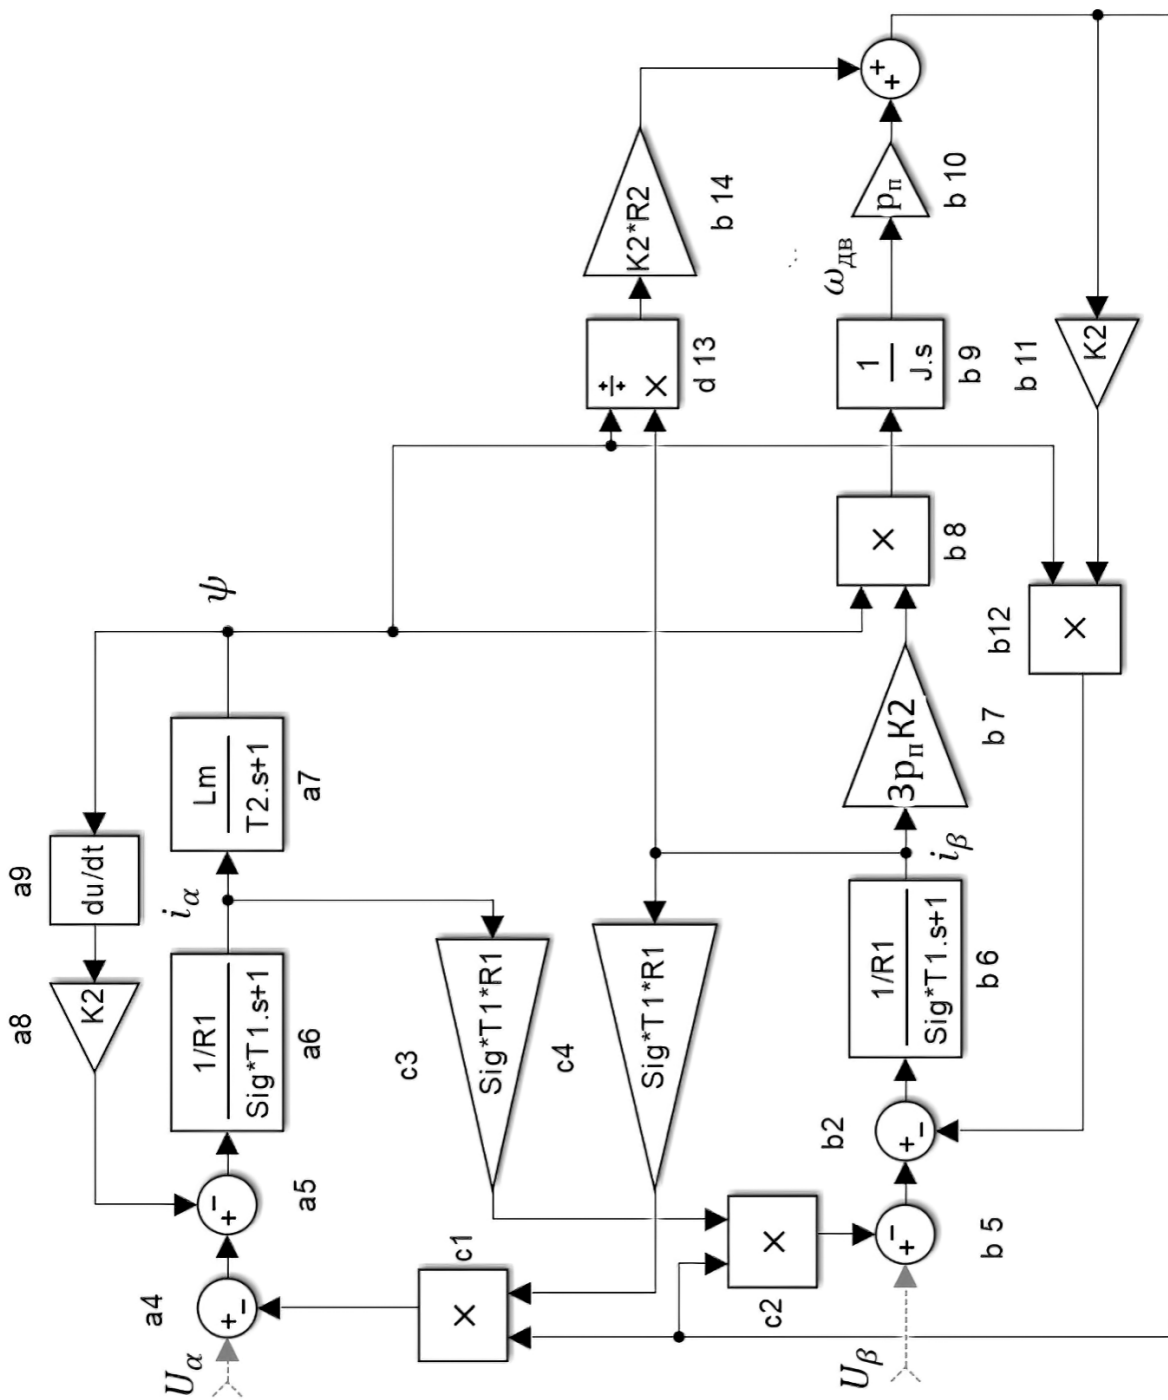 a8
a9
K2
du/dt
U_α
a4
i_α
ψ
+
−
+
−
1/R1
Sig*T1.s+1
Lm
T2.s+1
a5
a6
a7
c1
c3
×
Sig*T1*R1
c4
Sig*T1*R1
÷
×
K2*R2
d 13
b 14
×
c2
b2
ω_дв
U_β
+
−
+
−
1/R1
Sig*T1.s+1
3p_пK2
×
1
J.s
p_п
+
+
i_β
b 5
b 6
b 7
b 8
b 9
b 10
b12
b 11
×
K2